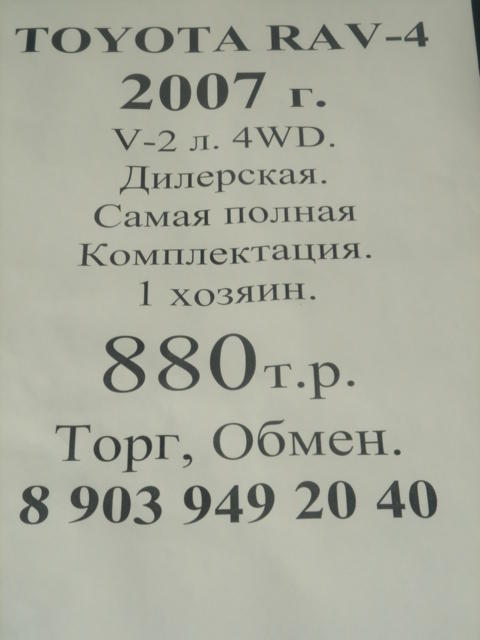 TOYOTA RAV-4
2007 г.
V-2 л. 4WD.
Дилерская.
Самая полная
Комплектация.
1 хозяин.
880т.р.
Торг, Обмен.
8 903 949 20 40